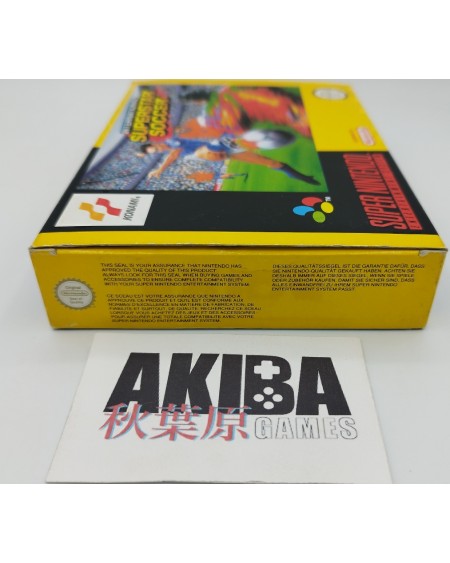 SUPERSTAR
SOCCER
KONAMI
SUPER NINTENDO
THIS SEAL IS YOUR ASSURANCE THAT NINTENDO HAS
APPROVED THE QUALITY OF THIS PRODUCT.
ALWAYS LOOK FOR THIS SEAL WHEN BUYING GAMES AND
ACCESSORIES TO ENSURE COMPLETE COMPATIBILITY
WITH YOUR SUPER NINTENDO ENTERTAINMENT SYSTEM.
CE SCEAU EST VOTRE ASSURANCE QUE NINTENDO A
APPROUVE CE PRODUIT ET QU'IL EST CONFORME AUX
NORMES D'EXCELLENCE EN MATIERE DE FABRICATION, DE
FIABILITE ET SURTOUT, DE QUALITE. RECHERCHEZ CE SCEAU
LORSQUE VOUS ACHETEZ DES JEUX ET DES ACCESSOIRES
POUR ASSURER UNE TOTALE COMPATIBILITE AVEC VOTRE
SUPER NINTENDO ENTERTAINMENT SYSTEM.
DIESES QUALITÄTSSIEGEL IST DIE GARANTIE DAFÜR, DASS
SIE NINTENDO QUALITÄT GEKAUFT HABEN. ACHTEN SIE
DESHALB IMMER AUF DIESES SIEGEL, WENN SIE SPIELE
ODER ZUBEHÖR KAUFEN, DAMIT SIE SICHER SIND, DASS
ALLES EINWANDFREI ZU IHREM SUPER NINTENDO
ENTERTAINMENT SYSTEM PASST.
Original
AKIBA
秋葉原 GAMES